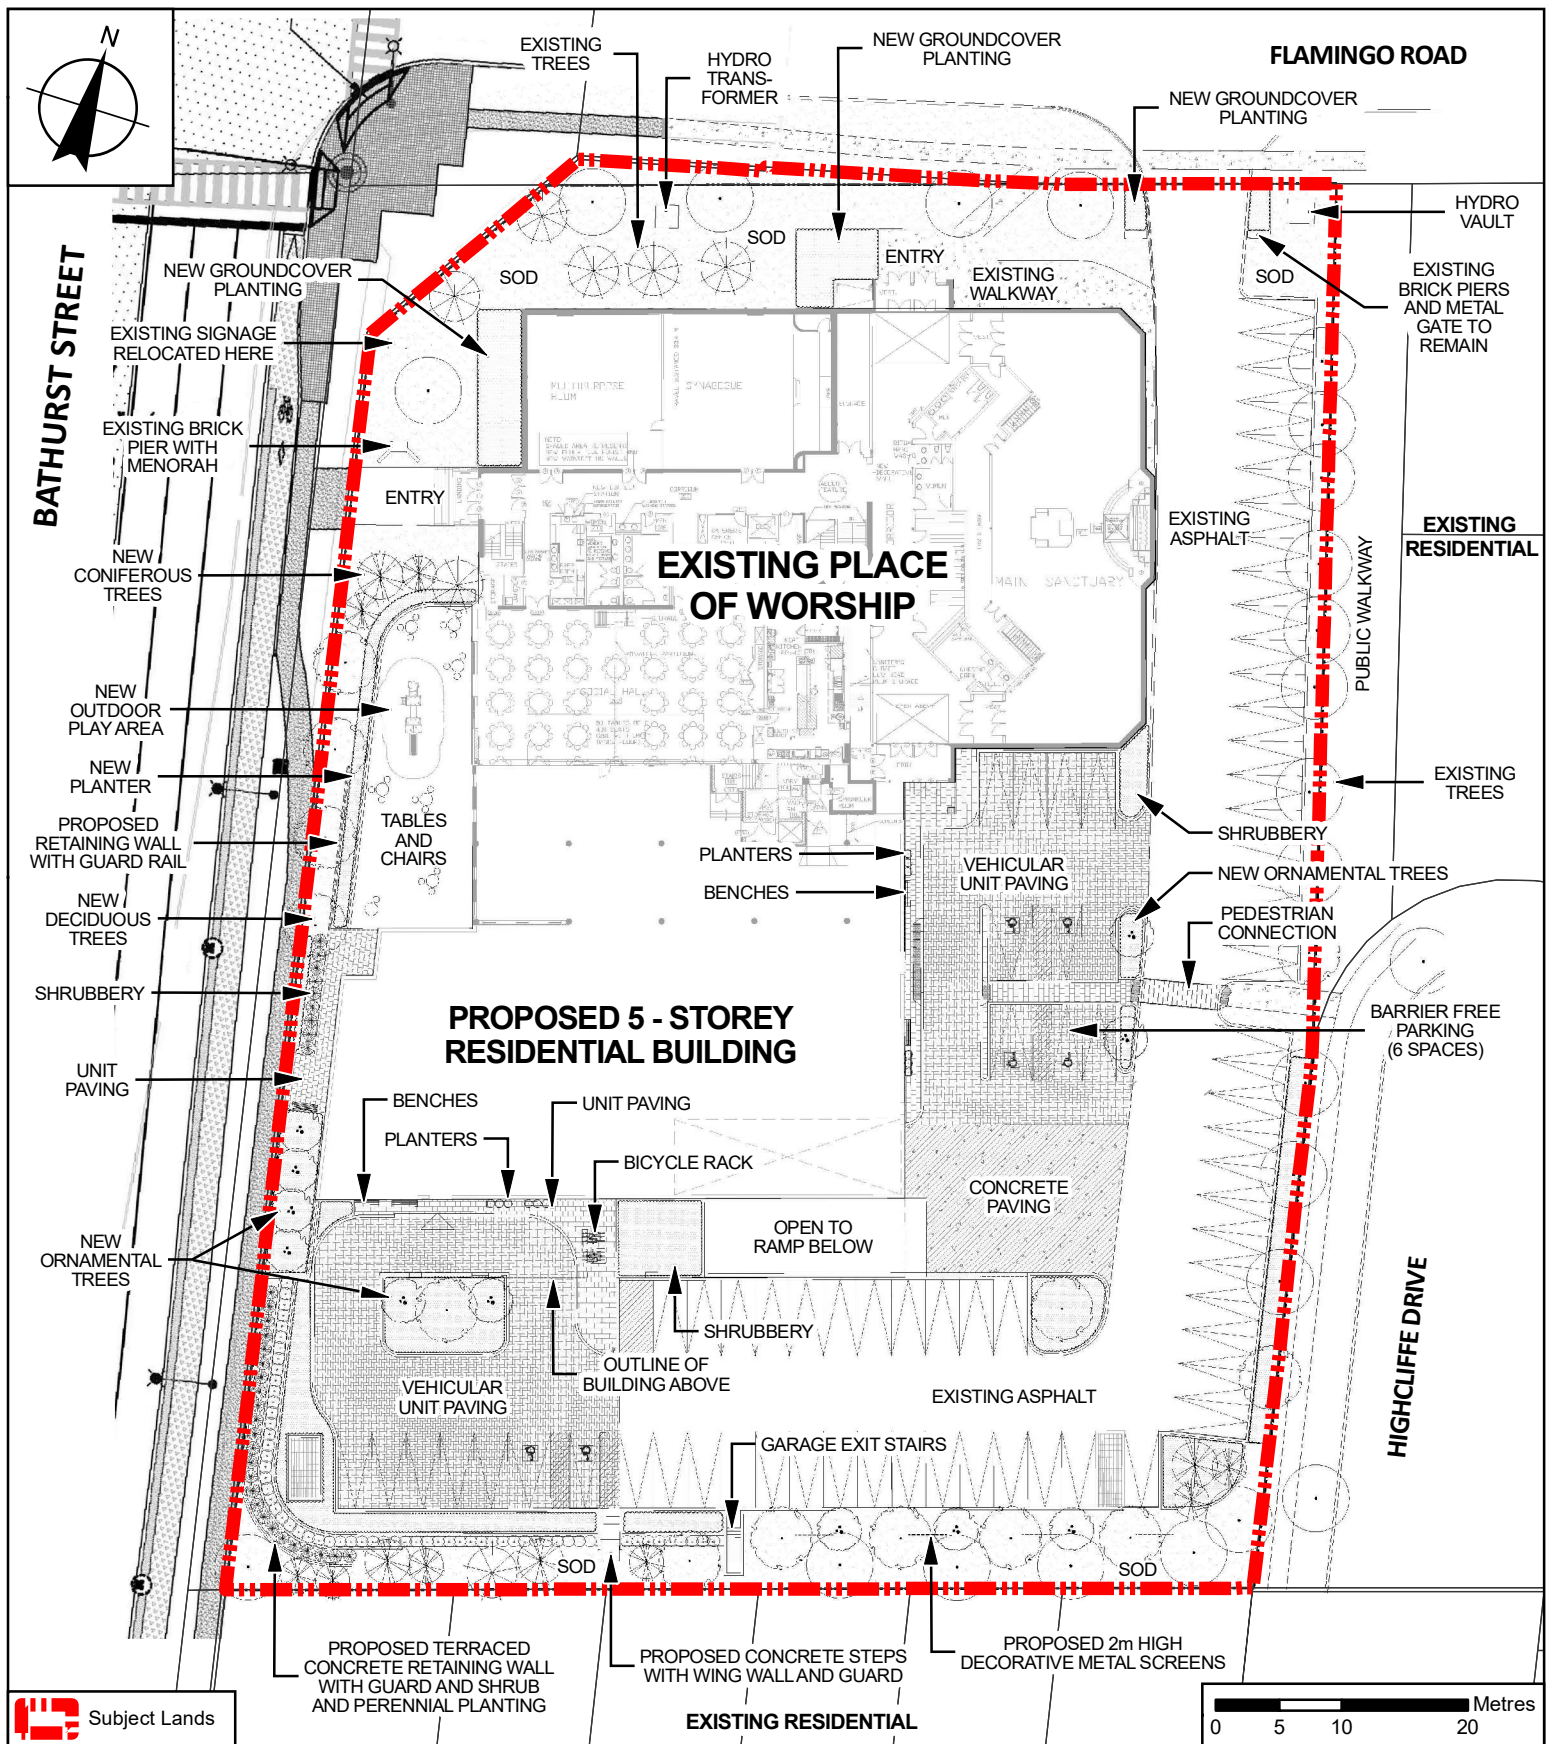 N
FLAMINGO ROAD
EXISTING
TREES
HYDRO
TRANS-
FORMER
NEW GROUNDCOVER
PLANTING
NEW GROUNDCOVER
PLANTING
HYDRO
VAULT
BATHURST STREET
NEW GROUNDCOVER
PLANTING
SOD
SOD
ENTRY
EXISTING
WALKWAY
SOD
EXISTING
BRICK PIERS
AND METAL
GATE TO
REMAIN
EXISTING SIGNAGE
RELOCATED HERE
EXISTING BRICK
PIER WITH
MENORAH
ENTRY
SYNAGOGUE
CORRIDOR
MAIN SANCTUARY
SOCIAL HALL
WOMEN
EXISTING PLACE
OF WORSHIP
EXISTING
ASPHALT
EXISTING
RESIDENTIAL
PUBLIC WALKWAY
NEW
CONIFEROUS
TREES
NEW
OUTDOOR
PLAY AREA
NEW
PLANTER
PROPOSED
RETAINING WALL
WITH GUARD RAIL
TABLES
AND
CHAIRS
NEW
DECIDUOUS
TREES
SHRUBBERY
UNIT
PAVING
PLANTERS
BENCHES
VEHICULAR
UNIT PAVING
EXISTING
TREES
SHRUBBERY
NEW ORNAMENTAL TREES
PEDESTRIAN
CONNECTION
BARRIER FREE
PARKING
(6 SPACES)
PROPOSED 5 - STOREY
RESIDENTIAL BUILDING
BENCHES
UNIT PAVING
PLANTERS
BICYCLE RACK
CONCRETE
PAVING
OPEN TO
RAMP BELOW
NEW
ORNAMENTAL
TREES
SHRUBBERY
OUTLINE OF
BUILDING ABOVE
VEHICULAR
UNIT PAVING
EXISTING ASPHALT
HIGHCLIFFE DRIVE
GARAGE EXIT STAIRS
SOD
SOD
PROPOSED TERRACED
CONCRETE RETAINING WALL
WITH GUARD AND SHRUB
AND PERENNIAL PLANTING
PROPOSED CONCRETE STEPS
WITH WING WALL AND GUARD
PROPOSED 2m HIGH
DECORATIVE METAL SCREENS
Subject Lands
EXISTING RESIDENTIAL
Metres
0 5 10 20